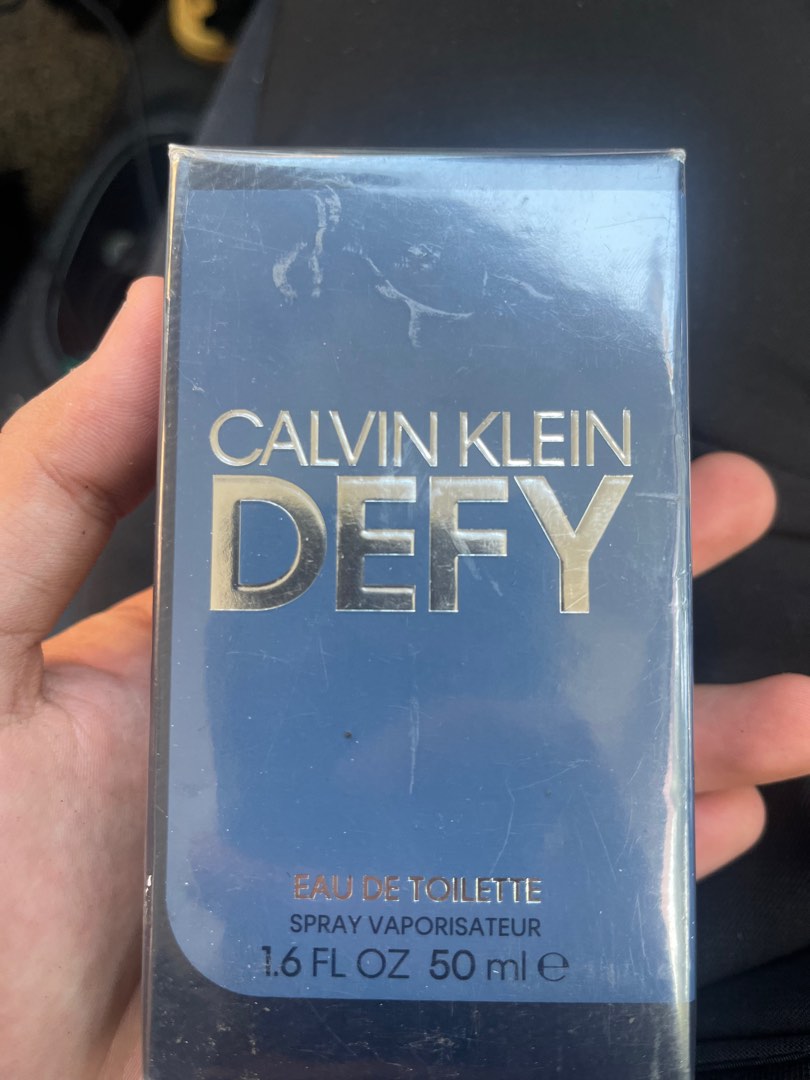 CALVIN KLEIN
DEFY
EAU DE TOILETTE
SPRAY VAPORISATEUR
1.6 FL OZ 50 ml ℮